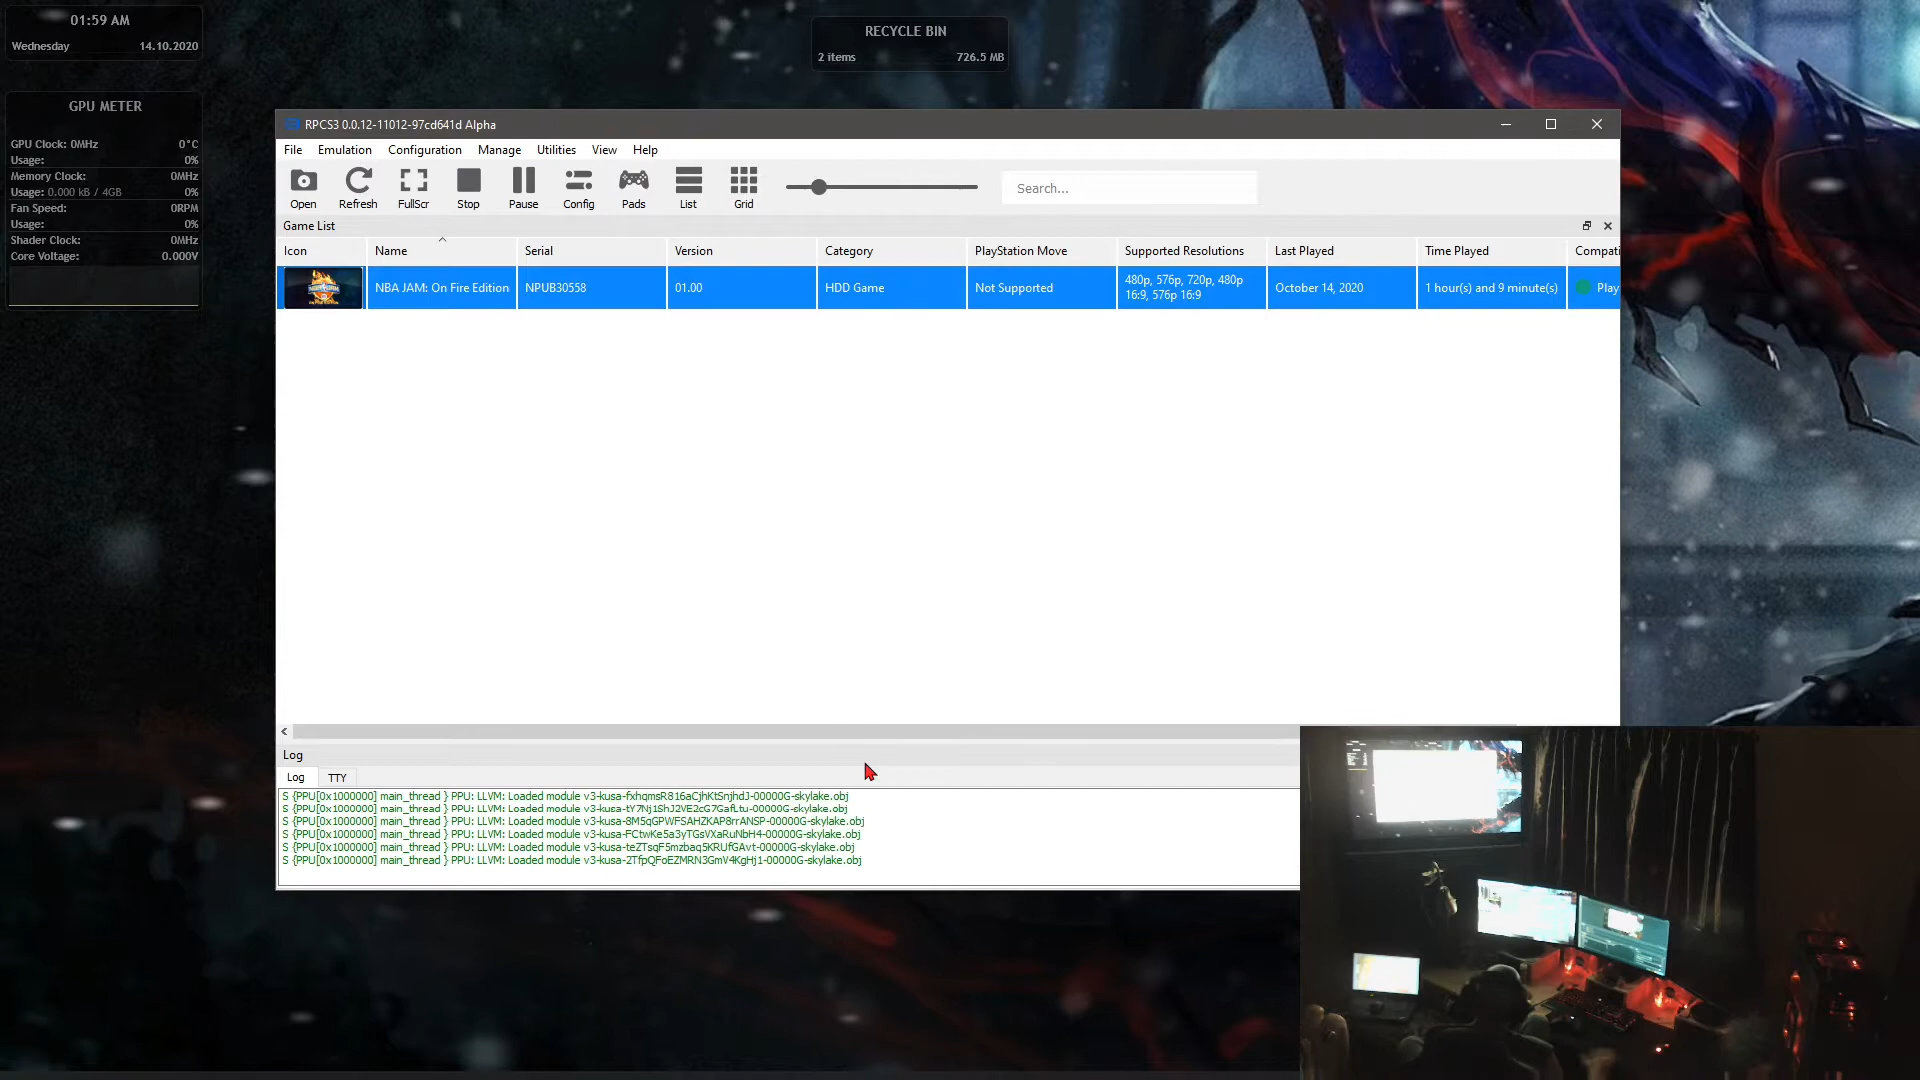 01:59 AM
Wednesday 14.10.2020
RECYCLE BIN
2 items 726.5 MB
GPU METER
GPU Clock: 0MHz 0°C
Usage: 0%
Memory Clock: 0MHz
Usage: 0.000 kB / 4GB 0%
Fan Speed: 0RPM
Usage: 0%
Shader Clock: 0MHz
Core Voltage: 0.000V
RPCS3 0.0.12-11012-97cd641d Alpha
File Emulation Configuration Manage Utilities View Help
Open Refresh FullScr Stop Pause Config Pads List Grid
Search...
Game List
Icon Name Serial Version Category PlayStation Move Supported Resolutions Last Played Time Played Compati
NBA JAM: On Fire Edition NPUB30558 01.00 HDD Game Not Supported 480p, 576p, 720p, 480p October 14, 2020 1 hour(s) and 9 minute(s) Play
16:9, 576p 16:9
Log
Log TTY
S {PPU[0x1000000] main_thread } PPU: LLVM: Loaded module v3-kusa-fxhqmsR816aCjhKtSnjhdJ-00000G-skylake.obj
S {PPU[0x1000000] main_thread } PPU: LLVM: Loaded module v3-kusa-tY7Nj1ShJ2VE2cG7GafLtu-00000G-skylake.obj
S {PPU[0x1000000] main_thread } PPU: LLVM: Loaded module v3-kusa-8M5qGPWFSAHZKAP8rrANSP-00000G-skylake.obj
S {PPU[0x1000000] main_thread } PPU: LLVM: Loaded module v3-kusa-FCtwKe5a3yTGsVXaRuNbH4-00000G-skylake.obj
S {PPU[0x1000000] main_thread } PPU: LLVM: Loaded module v3-kusa-teZTsqF5mzbaq5KRUfGAvt-00000G-skylake.obj
S {PPU[0x1000000] main_thread } PPU: LLVM: Loaded module v3-kusa-2TfpQFoEZMRN3GmV4KgHj1-00000G-skylake.obj